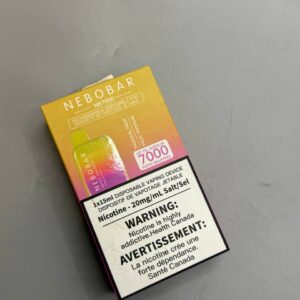 NEBOBAR
NB7000
7000
NEBOBAR
1x15ml DISPOSABLE VAPING DEVICE
DISPOSITIF DE VAPOTAGE JETABLE
Nicotine - 20mg/mL Salt/Sel
WARNING:
Nicotine is highly
addictive.Health Canada
AVERTISSEMENT:
La nicotine crée une
forte dépendance.
Santé Canada